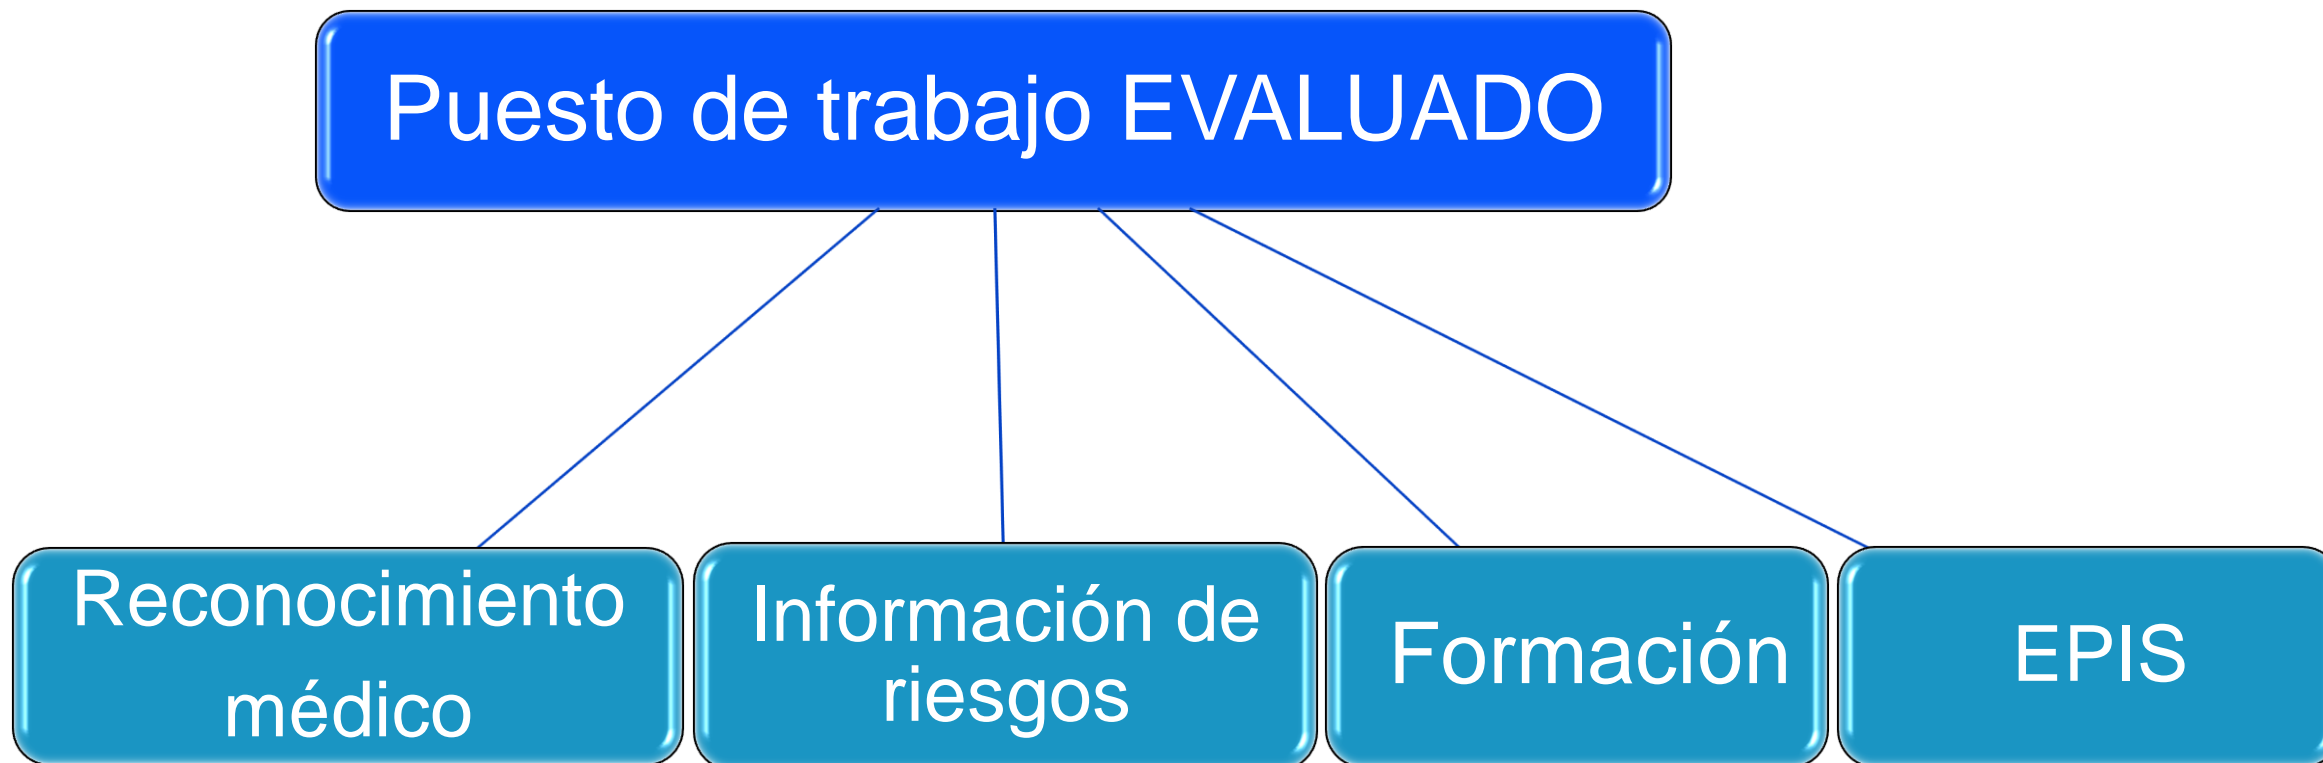 Puesto de trabajo EVALUADO
Reconocimiento
médico
Información de
riesgos
Formación
EPIS